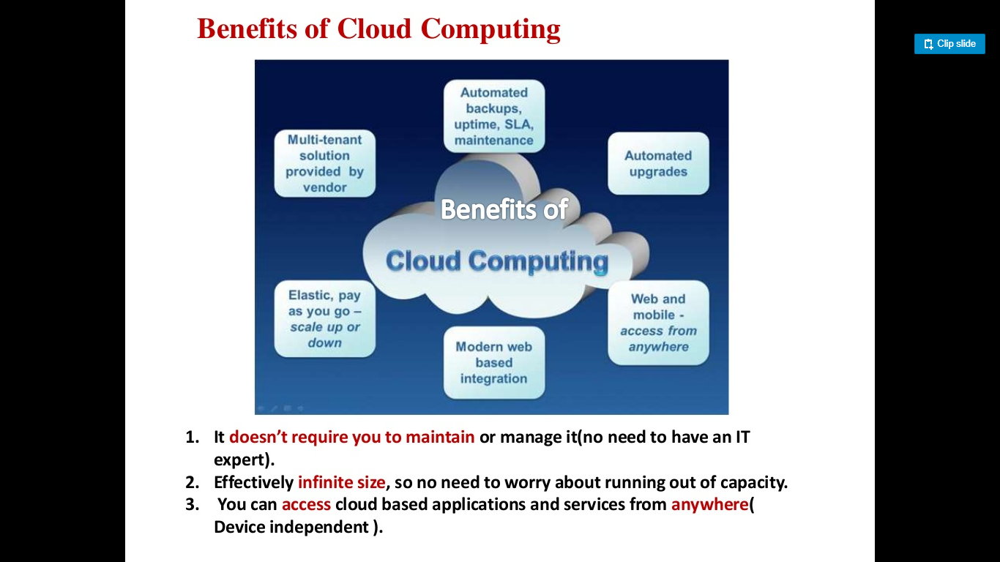 Benefits of Cloud Computing
Clip slide
Automated
backups,
uptime, SLA,
maintenance
Multi-tenant
solution
provided by
vendor
Automated
upgrades
Benefits of
Cloud Computing
Elastic, pay
as you go –
scale up or
down
Web and
mobile -
access from
anywhere
Modern web
based
integration
1. It doesn’t require you to maintain or manage it(no need to have an IT
expert).
2. Effectively infinite size, so no need to worry about running out of capacity.
3. You can access cloud based applications and services from anywhere(
Device independent ).